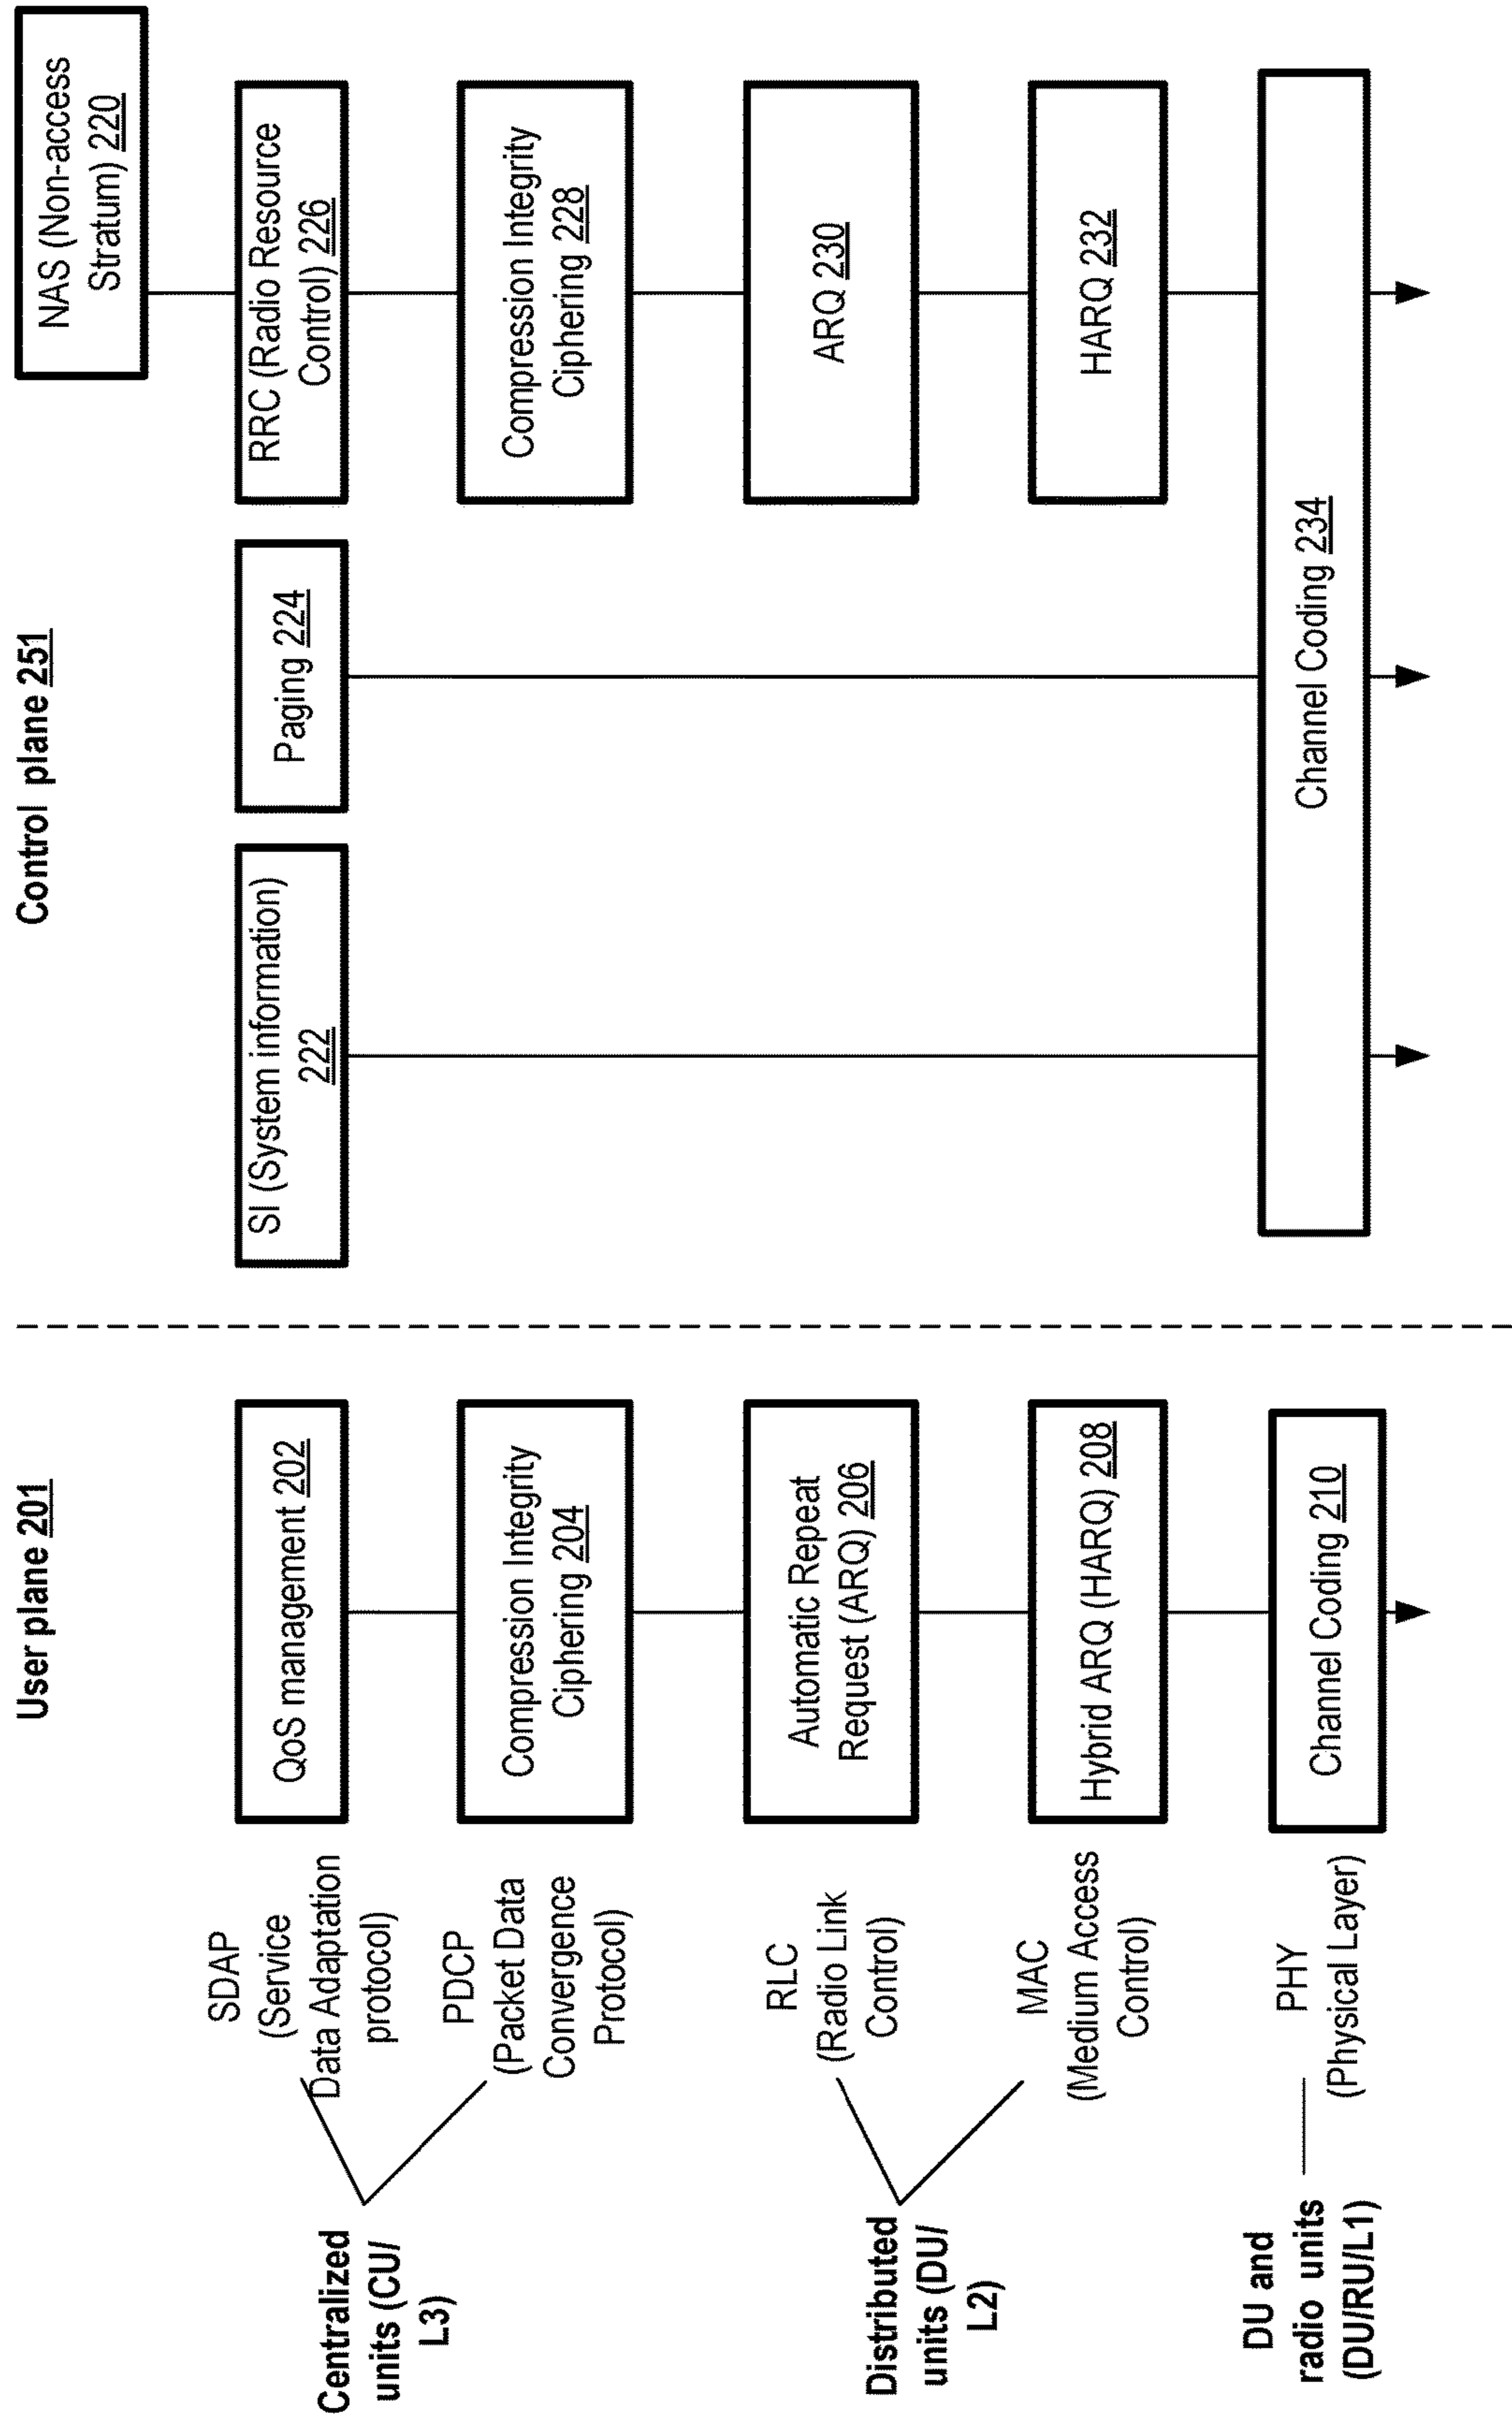 User plane 201
Control plane 251
NAS (Non-access
Stratum) 220
Centralized
units (CU/
L3)
SDAP
(Service
Data Adaptation
protocol)
QoS management 202
SI (System information)
222
Paging 224
RRC (Radio Resource
Control) 226
PDCP
(Packet Data
Convergence
Protocol)
Compression Integrity
Ciphering 204
Compression Integrity
Ciphering 228
Distributed
units (DU/
L2)
RLC
(Radio Link
Control)
Automatic Repeat
Request (ARQ) 206
ARQ 230
MAC
(Medium Access
Control)
Hybrid ARQ (HARQ) 208
HARQ 232
DU and
radio units
(DU/RU/L1)
PHY
(Physical Layer)
Channel Coding 210
Channel Coding 234